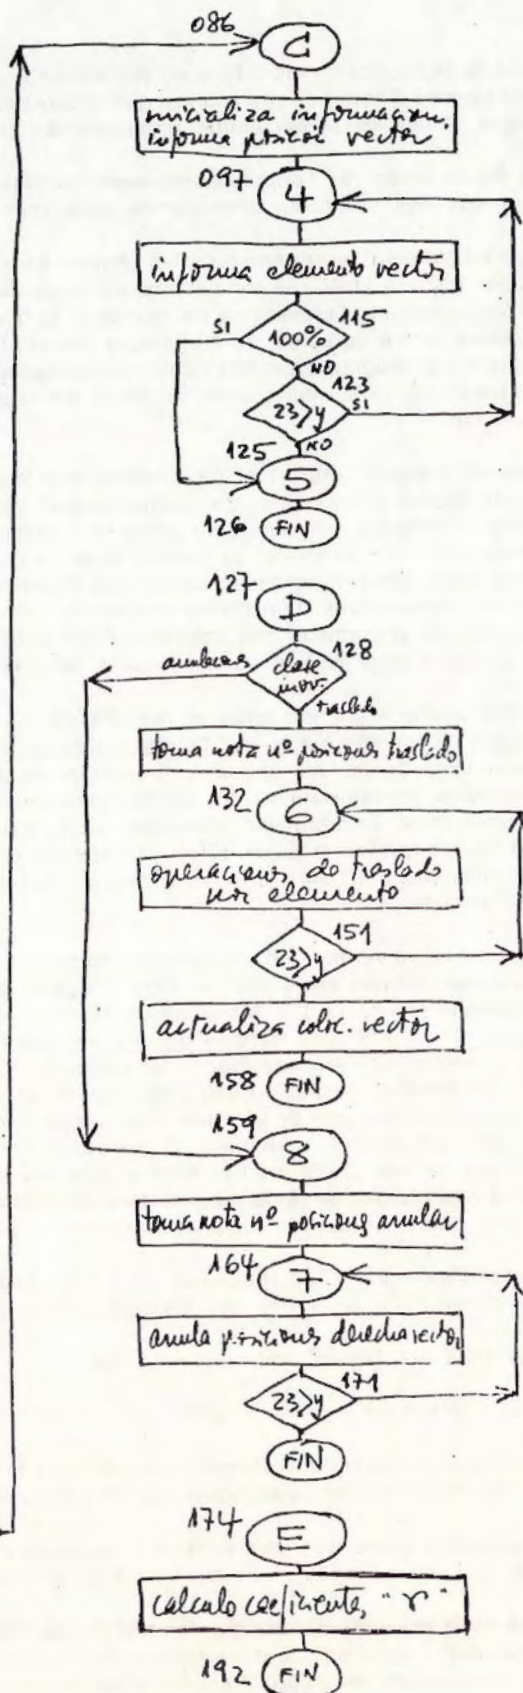 086
C
inicializa informacion.
informa posición vector
097
4
informa elemento vector
115
SI
100%
NO
123
23>y
SI
125
NO
5
126
FIN
127
D
128
anulaciones
clase
mov.
traslado
toma nota nº posiciones traslado
132
6
operaciones de traslado
por elemento
151
23>y
actualiza coloc. vector
158
FIN
159
8
toma nota nº posiciones anular
164
7
anula posiciones derecha vector
171
23>y
FIN
174
E
calculo coeficiente, "r"
192
FIN